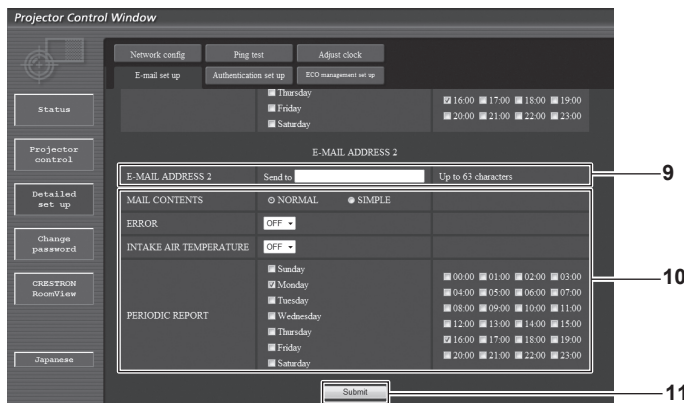 Projector Control Window
Network config Ping test Adjust clock
E-mail set up Authentication set up ECO management set up
Status
Projector control
Detailed set up
Change password
CRESTRON RoomView
Japanese
Thursday
Friday
Saturday
16:00 17:00 18:00 19:00
20:00 21:00 22:00 23:00
E-MAIL ADDRESS 2
E-MAIL ADDRESS 2 Send to Up to 63 characters
9
MAIL CONTENTS NORMAL SIMPLE
ERROR OFF
INTAKE AIR TEMPERATURE OFF
PERIODIC REPORT
Sunday
Monday
Tuesday
Wednesday
Thursday
Friday
Saturday
00:00 01:00 02:00 03:00
04:00 05:00 06:00 07:00
08:00 09:00 10:00 11:00
12:00 13:00 14:00 15:00
16:00 17:00 18:00 19:00
20:00 21:00 22:00 23:00
10
Submit
11